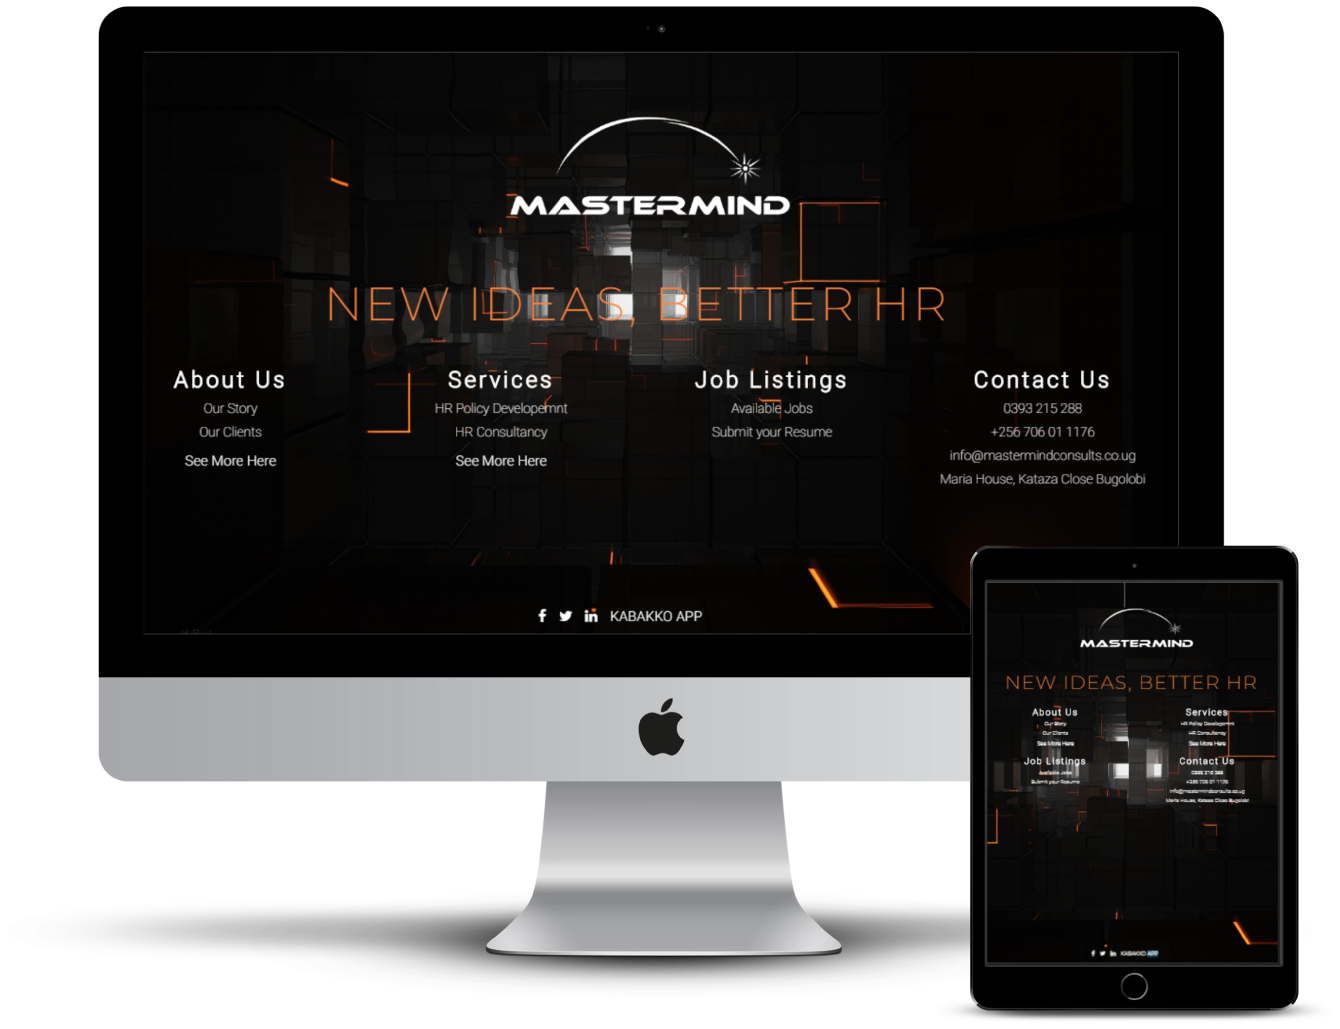 MASTERMIND
NEW IDEAS, BETTER HR
About Us
Our Story
Our Clients
See More Here
Services
HR Policy Developemnt
HR Consultancy
See More Here
Job Listings
Available Jobs
Submit your Resume
Contact Us
0393 215 288
+256 706 01 1176
info@mastermindconsults.co.ug
Maria House, Kataza Close Bugolobi
KABAKKO APP
MASTERMIND
NEW IDEAS, BETTER HR
About Us
Our Story
Our Clients
See More Here
Services
HR Policy Developemnt
HR Consultancy
See More Here
Job Listings
Available Jobs
Submit your Resume
Contact Us
0393 215 288
+256 706 01 1176
info@mastermindconsults.co.ug
Maria House, Kataza Close Bugolobi
KABAKKO APP